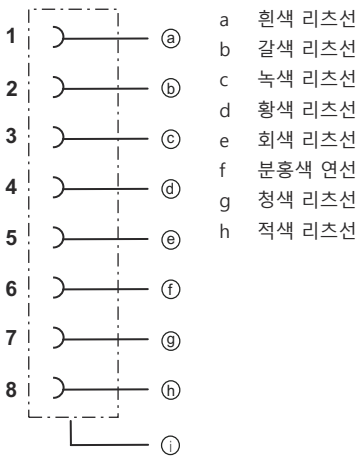 1 ⓐ a 흰색 리츠선
2 ⓑ b 갈색 리츠선
3 ⓒ c 녹색 리츠선
4 ⓓ d 황색 리츠선
5 ⓔ e 회색 리츠선
6 ⓕ f 분홍색 연선
7 ⓖ g 청색 리츠선
8 ⓗ h 적색 리츠선
ⓘ